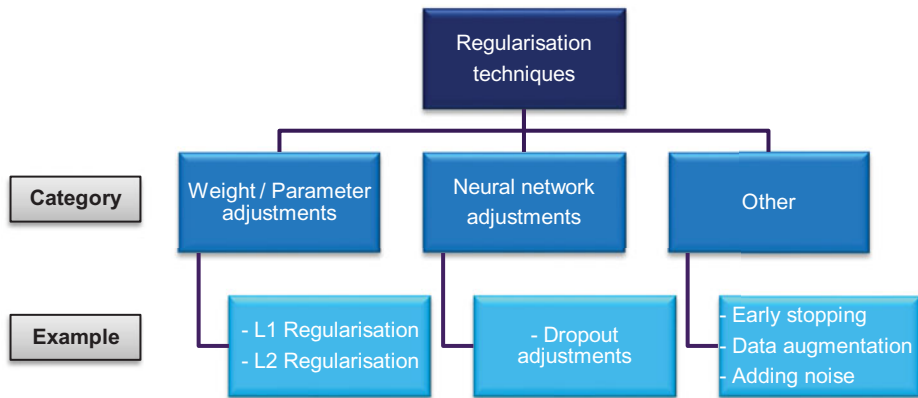 Regularisation
techniques
Category
Weight / Parameter
adjustments
Neural network
adjustments
Other
Example
- L1 Regularisation
- L2 Regularisation
- Dropout
adjustments
- Early stopping
- Data augmentation
- Adding noise